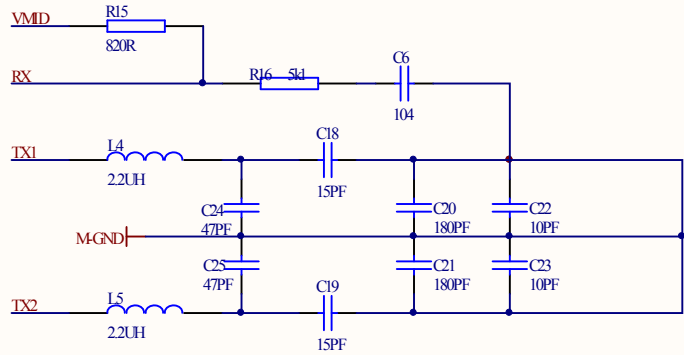 VMID
R15
820R
RX
R16 5k1
C6
104
TX1
L4
2.2UH
C18
15PF
C24
47PF
C20
180PF
C22
10PF
M-GND
C25
47PF
C21
180PF
C23
10PF
TX2
L5
2.2UH
C19
15PF